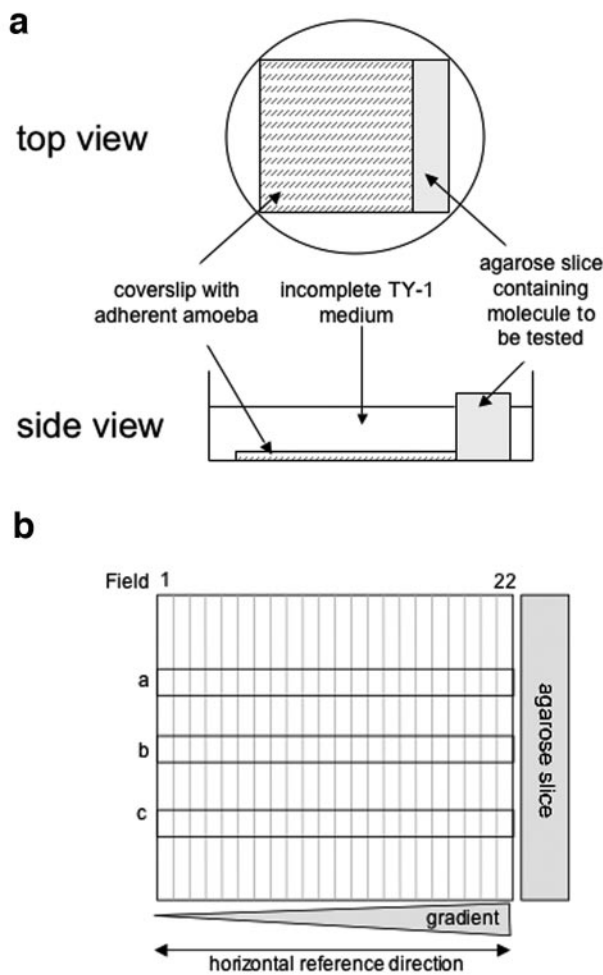 a
top view
coverslip with
adherent amoeba
incomplete TY-1
medium
agarose slice
containing
molecule to
be tested
side view
b
Field 1 22
a
b
c
agarose slice
gradient
horizontal reference direction